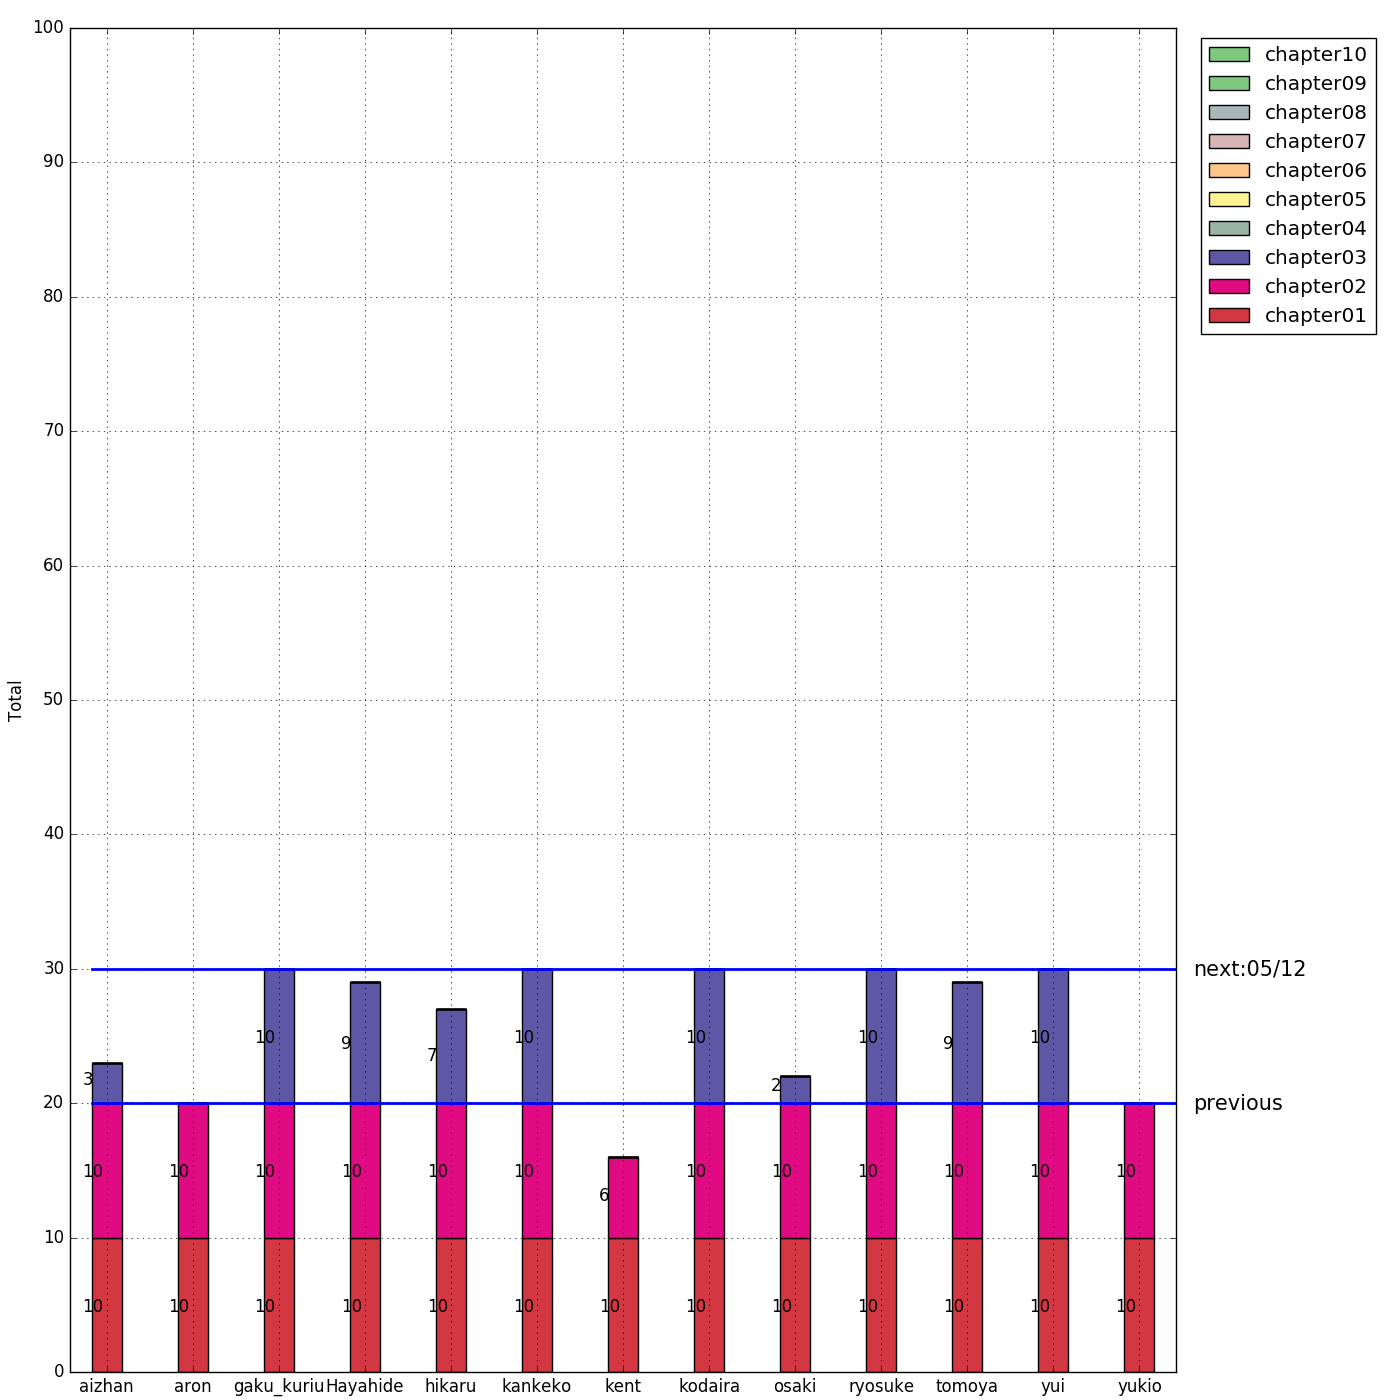 100
90
80
70
60
50
40
30
20
10
0
Total
chapter10
chapter09
chapter08
chapter07
chapter06
chapter05
chapter04
chapter03
chapter02
chapter01
next:05/12
previous
10 9 7 10 10 10 9 10
3 2
10 10 10 10 10 10 6 10 10 10 10 10 10
10 10 10 10 10 10 10 10 10 10 10 10 10
aizhan aron gaku_kuriu Hayahide hikaru kankeko kent kodaira osaki ryosuke tomoya yui yukio